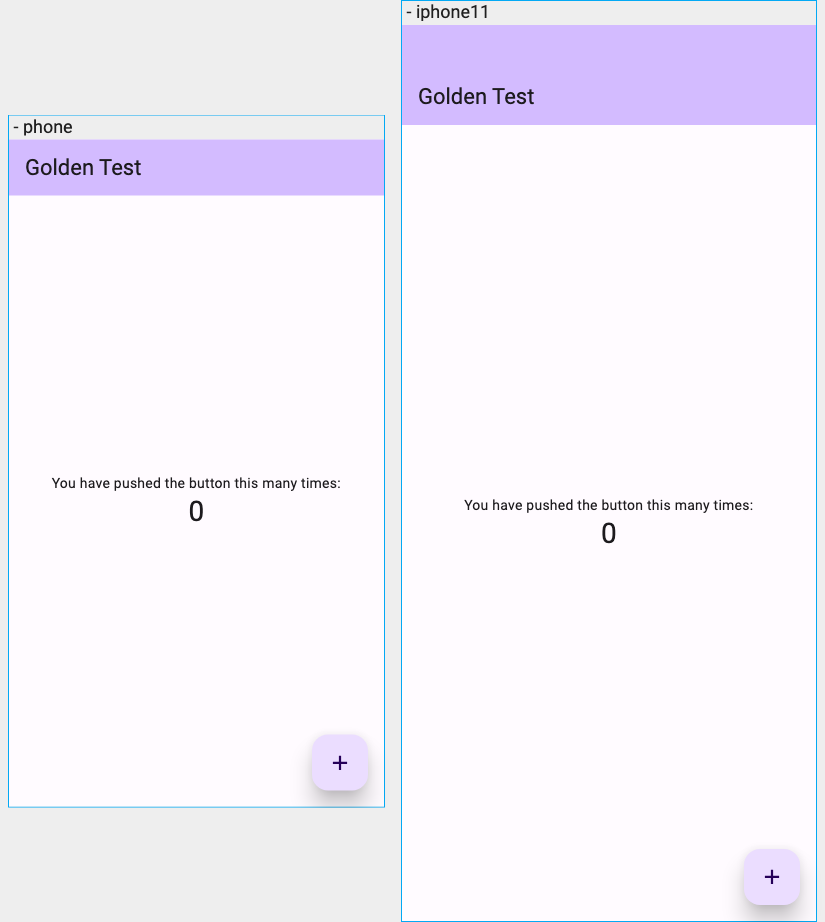 - phone
Golden Test
You have pushed the button this many times:
0
+
- iphone11
Golden Test
You have pushed the button this many times:
0
+